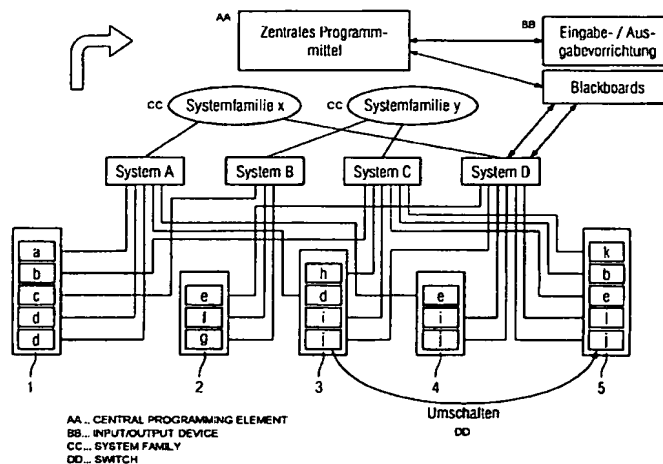 AA
Zentrales Programm-
mittel
BB
Eingabe- / Aus-
gabevorrichtung
Blackboards
CC
Systemfamilie x
CC
Systemfamilie y
System A
System B
System C
System D
a
b
c
d
d
e
f
g
h
d
i
j
e
i
j
k
b
e
l
j
1
2
3
4
5
Umschalten
DD
AA... CENTRAL PROGRAMMING ELEMENT
BB... INPUT/OUTPUT DEVICE
CC... SYSTEM FAMILY
DD... SWITCH